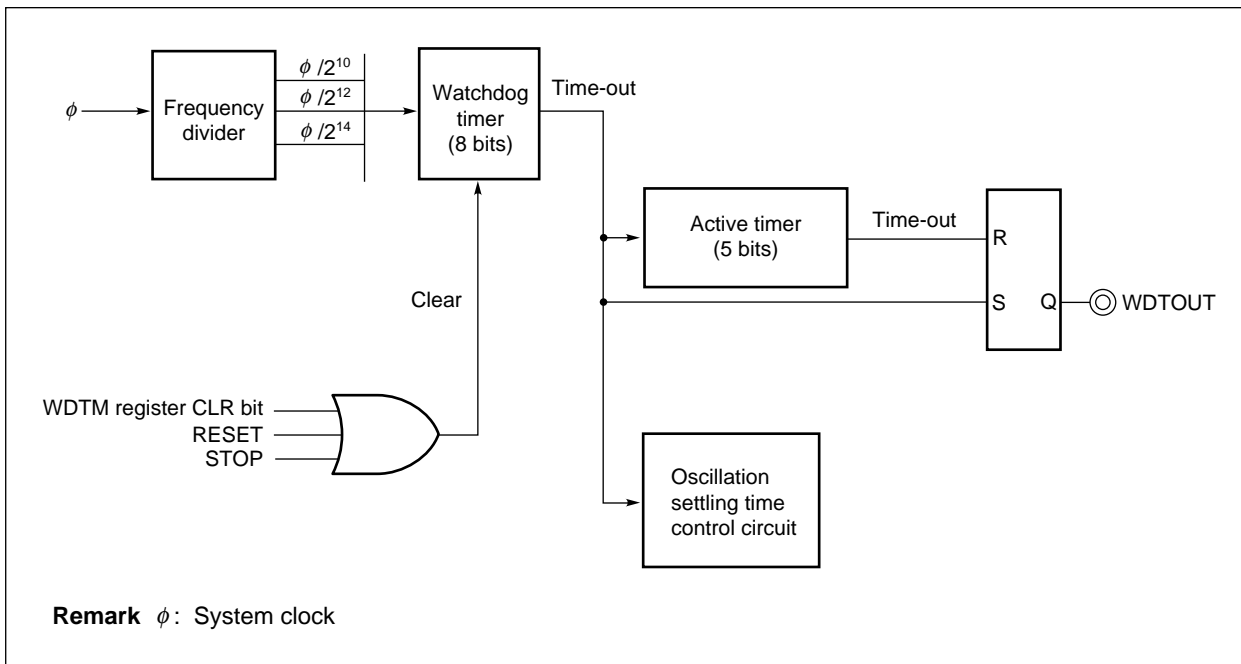 ϕ
Frequency
divider
ϕ /2¹⁰
ϕ /2¹²
ϕ /2¹⁴
Watchdog
timer
(8 bits)
Time-out
Active timer
(5 bits)
Time-out
R
S
Q
WDTOUT
Clear
WDTM register CLR bit
RESET
STOP
Oscillation
settling time
control circuit
Remark ϕ: System clock